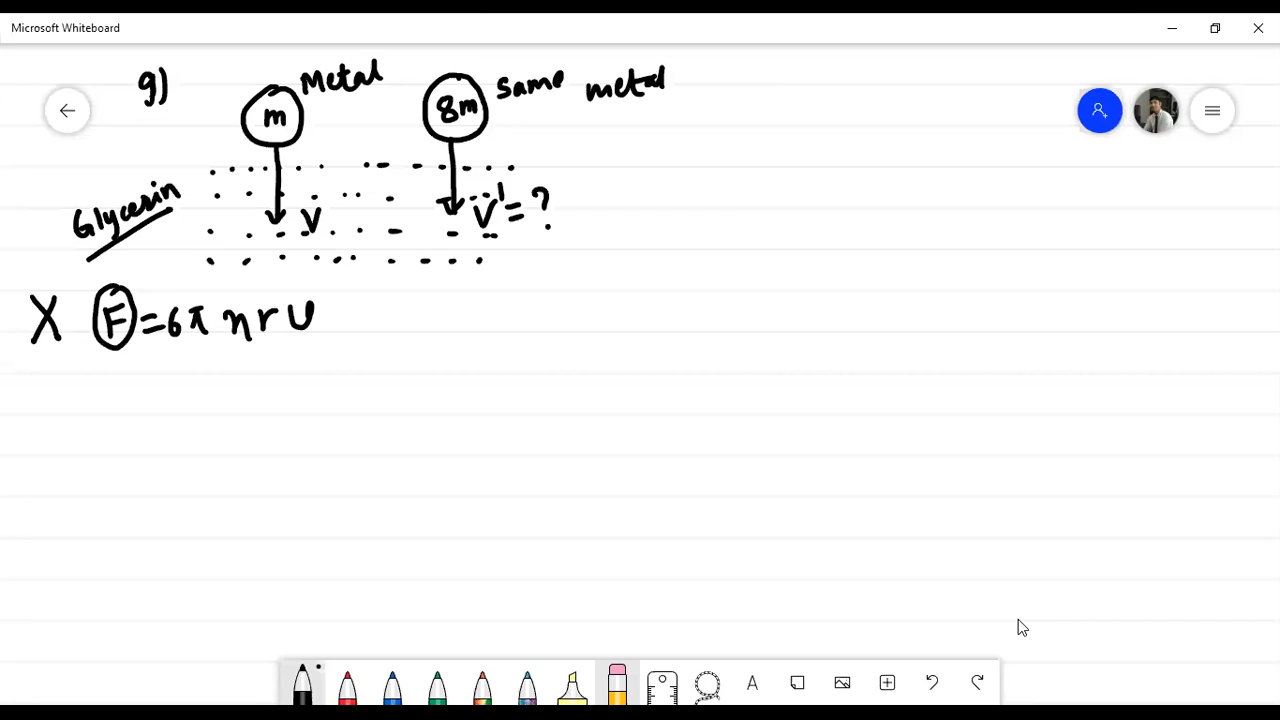 Microsoft Whiteboard
9) Metal same metal
m 8m
Glycerin V V' = ?
X F = 6π η r v
A